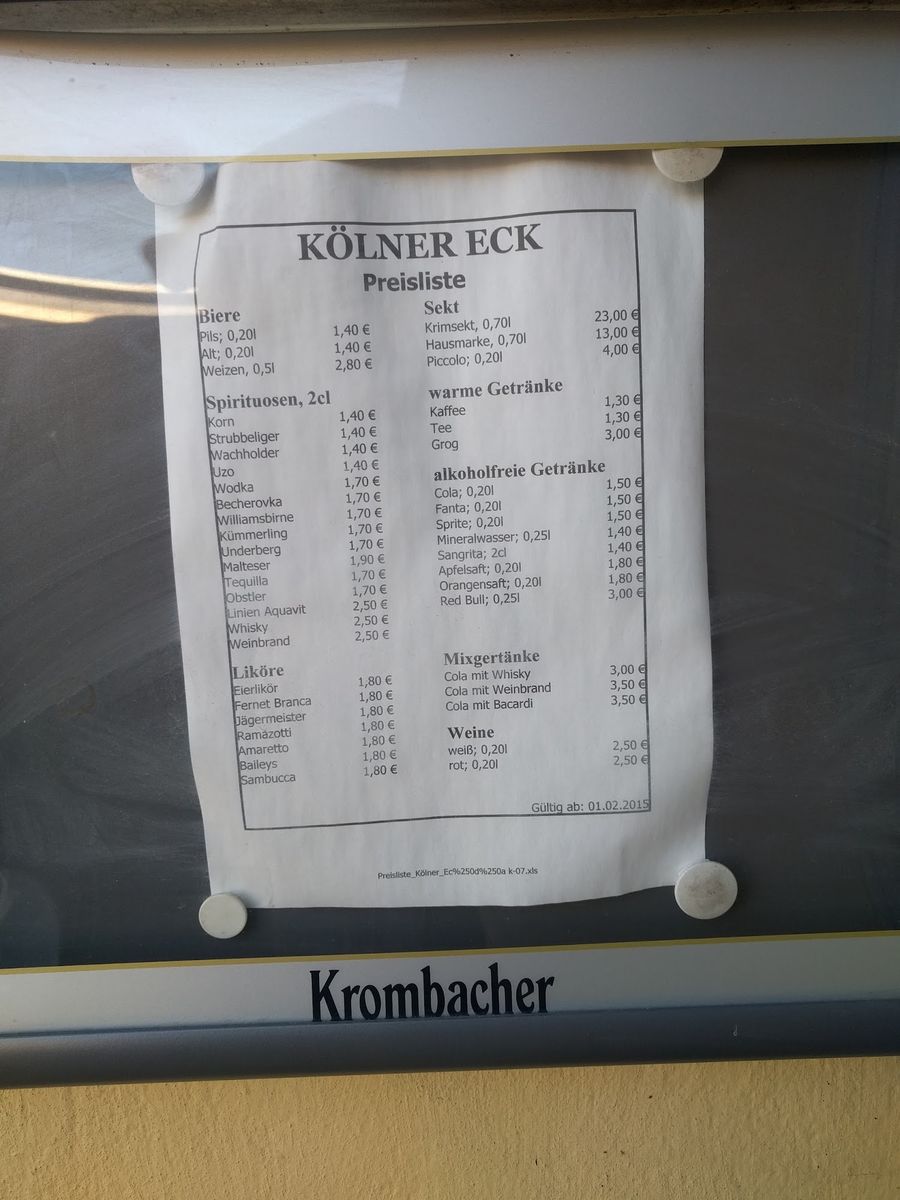 KÖLNER ECK
Preisliste
Biere
Pils; 0,20l 1,40 €
Alt; 0,20l 1,40 €
Weizen, 0,5l 2,80 €
Spirituosen, 2cl
Korn 1,40 €
Strubbeliger 1,40 €
Wachholder 1,40 €
Uzo 1,40 €
Wodka 1,70 €
Becherovka 1,70 €
Williamsbirne 1,70 €
Kümmerling 1,70 €
Underberg 1,70 €
Malteser 1,90 €
Tequilla 1,70 €
Obstler 1,70 €
Linien Aquavit 2,50 €
Whisky 2,50 €
Weinbrand 2,50 €
Liköre
Eierlikör 1,80 €
Fernet Branca 1,80 €
Jägermeister 1,80 €
Ramazotti 1,80 €
Amaretto 1,80 €
Baileys 1,80 €
Sambucca 1,80 €
Sekt
Krimsekt, 0,70l 23,00 €
Hausmarke, 0,70l 13,00 €
Piccolo; 0,20l 4,00 €
warme Getränke
Kaffee 1,30 €
Tee 1,30 €
Grog 3,00 €
alkoholfreie Getränke
Cola; 0,20l 1,50 €
Fanta; 0,20l 1,50 €
Sprite; 0,20l 1,50 €
Mineralwasser; 0,25l 1,40 €
Sangrita; 2cl 1,40 €
Apfelsaft; 0,20l 1,80 €
Orangensaft; 0,20l 1,80 €
Red Bull; 0,25l 3,00 €
Mixgertänke
Cola mit Whisky 3,00 €
Cola mit Weinbrand 3,50 €
Cola mit Bacardi 3,50 €
Weine
weiß; 0,20l 2,50 €
rot; 0,20l 2,50 €
Gültig ab: 01.02.2015
Preisliste_Kölner_Ec%250d%250a k-07.xls
Krombacher